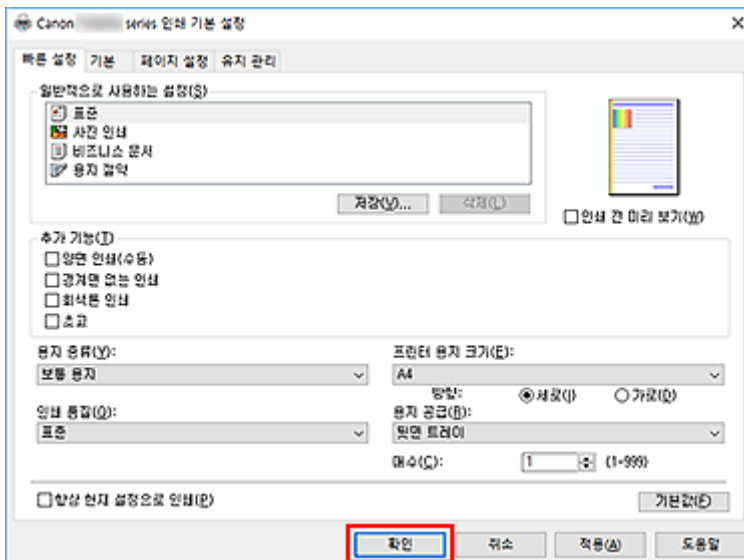 Canon series 인쇄 기본 설정
빠른 설정 기본 페이지 설정 유지 관리
일반적으로 사용하는 설정(S)
표준
사진 인쇄
비즈니스 문서
용지 절약
저장(V)... 삭제(L)
인쇄 전 미리 보기(W)
추가 기능(T)
양면 인쇄(수동)
경계면 없는 인쇄
회색톤 인쇄
초고
용지 종류(Y): 프린터 용지 크기(E):
보통 용지 A4
방향: 세로(J) 가로(D)
인쇄 품질(Q): 용지 공급(R):
표준 뒷면 트레이
매수(C): 1 (1-999)
항상 현재 설정으로 인쇄(P) 기본값(F)
확인 취소 적용(A) 도움말